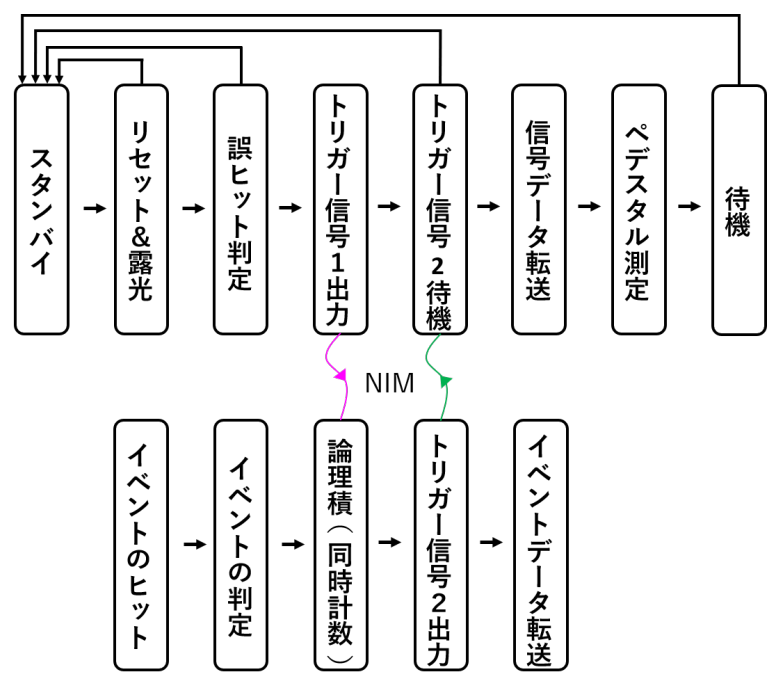 スタンバイ
リセット&露光
誤ヒット判定
トリガー信号1出力
トリガー信号2待機
信号データ転送
ペデスタル測定
待機
NIM
イベントのヒット
イベントの判定
論理積(同時計数)
トリガー信号2出力
イベントデータ転送